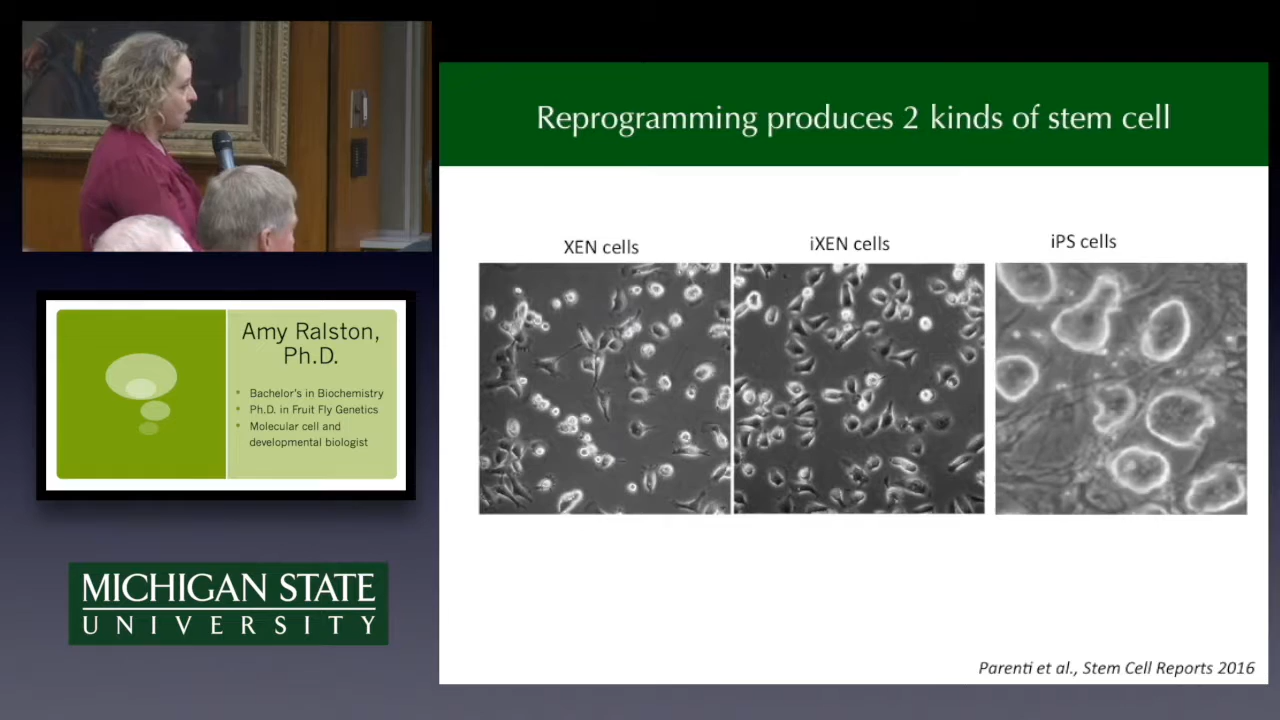 Reprogramming produces 2 kinds of stem cell
XEN cells
iXEN cells
iPS cells
Amy Ralston,
Ph.D.
• Bachelor's in Biochemistry
• Ph.D. in Fruit Fly Genetics
• Molecular cell and
developmental biologist
MICHIGAN STATE
UNIVERSITY
Parenti et al., Stem Cell Reports 2016